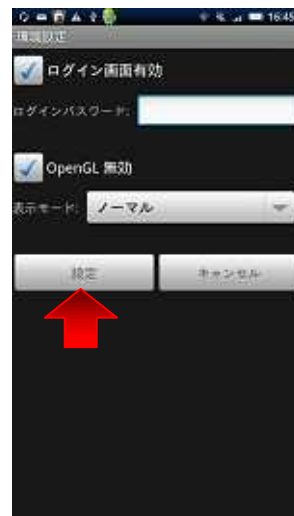 16:45
環境設定
ログイン画面有効
ログインパスワード:
OpenGL 無効
表示モード: ノーマル
設定 キャンセル